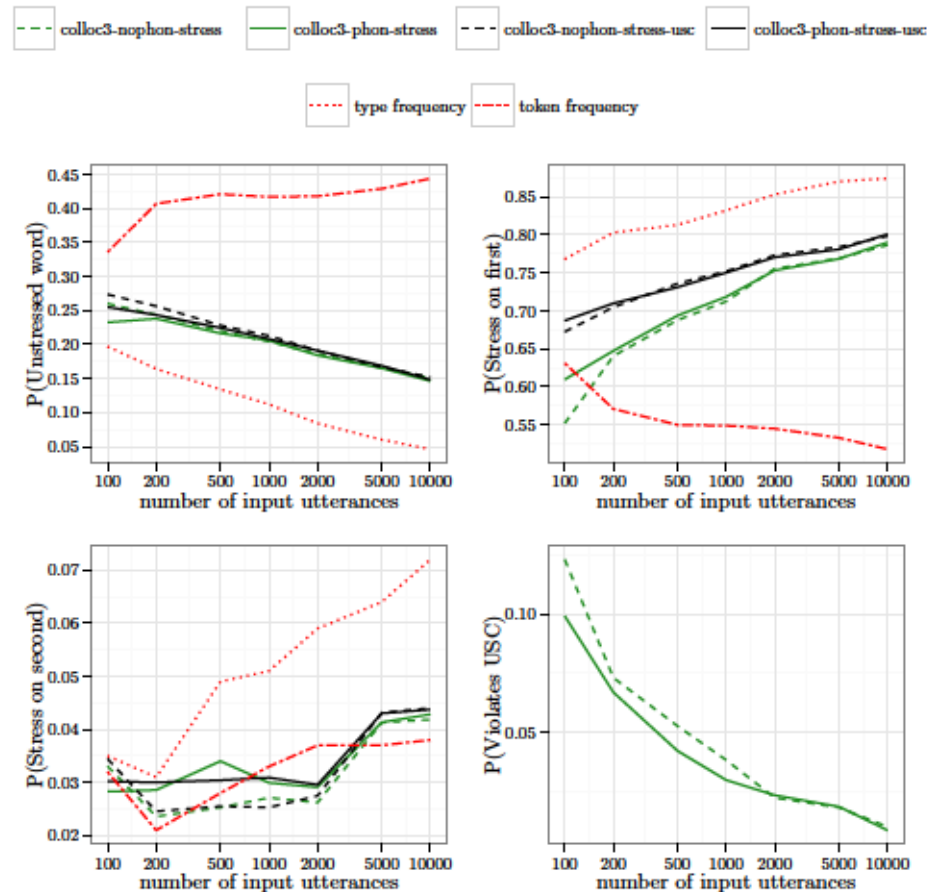 colloc3-nophon-stress colloc3-phon-stress colloc3-nophon-stress-usc colloc3-phon-stress-usc
type frequency token frequency
P(Unstressed word)
0.45
0.40
0.35
0.30
0.25
0.20
0.15
0.10
0.05
100 200 500 1000 2000 5000 10000
number of input utterances
P(Stress on first)
0.85
0.80
0.75
0.70
0.65
0.60
0.55
100 200 500 1000 2000 5000 10000
number of input utterances
P(Stress on second)
0.07
0.06
0.05
0.04
0.03
0.02
100 200 500 1000 2000 5000 10000
number of input utterances
P(Violates USC)
0.10
0.05
100 200 500 1000 2000 5000 10000
number of input utterances